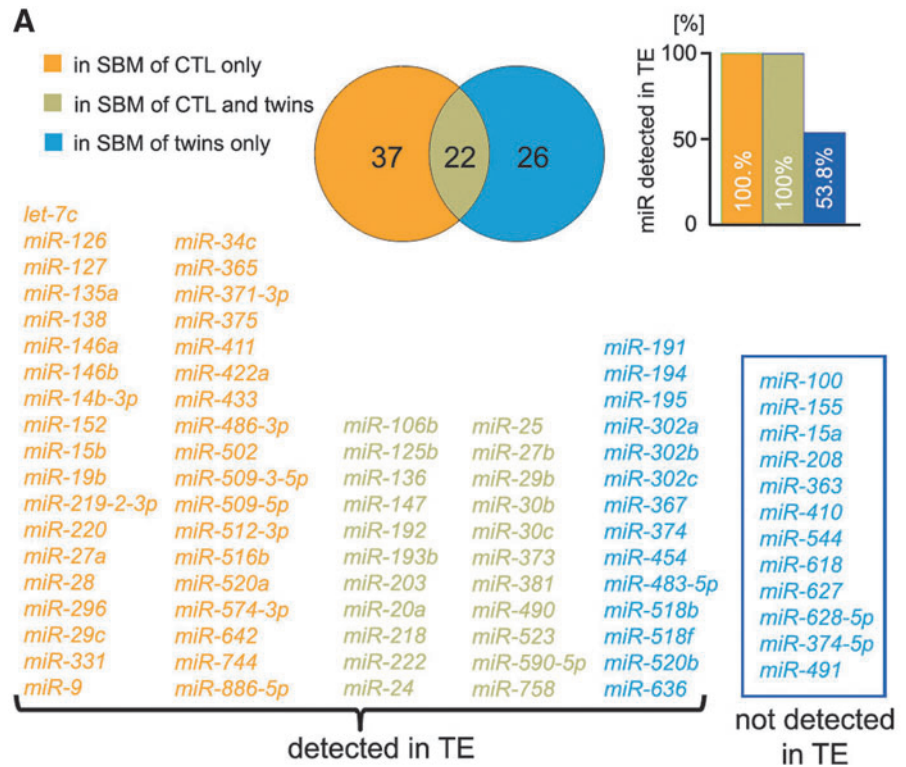 A
in SBM of CTL only
in SBM of CTL and twins
in SBM of twins only
37
22
26
[%]
miR detected in TE
100
50
0
100.%
100%
53.8%
let-7c
miR-126
miR-127
miR-135a
miR-138
miR-146a
miR-146b
miR-14b-3p
miR-152
miR-15b
miR-19b
miR-219-2-3p
miR-220
miR-27a
miR-28
miR-296
miR-29c
miR-331
miR-9
miR-34c
miR-365
miR-371-3p
miR-375
miR-411
miR-422a
miR-433
miR-486-3p
miR-502
miR-509-3-5p
miR-509-5p
miR-512-3p
miR-516b
miR-520a
miR-574-3p
miR-642
miR-744
miR-886-5p
miR-106b
miR-125b
miR-136
miR-147
miR-192
miR-193b
miR-203
miR-20a
miR-218
miR-222
miR-24
miR-25
miR-27b
miR-29b
miR-30b
miR-30c
miR-373
miR-381
miR-490
miR-523
miR-590-5p
miR-758
miR-191
miR-194
miR-195
miR-302a
miR-302b
miR-302c
miR-367
miR-374
miR-454
miR-483-5p
miR-518b
miR-518f
miR-520b
miR-636
miR-100
miR-155
miR-15a
miR-208
miR-363
miR-410
miR-544
miR-618
miR-627
miR-628-5p
miR-374-5p
miR-491
detected in TE
not detected
in TE